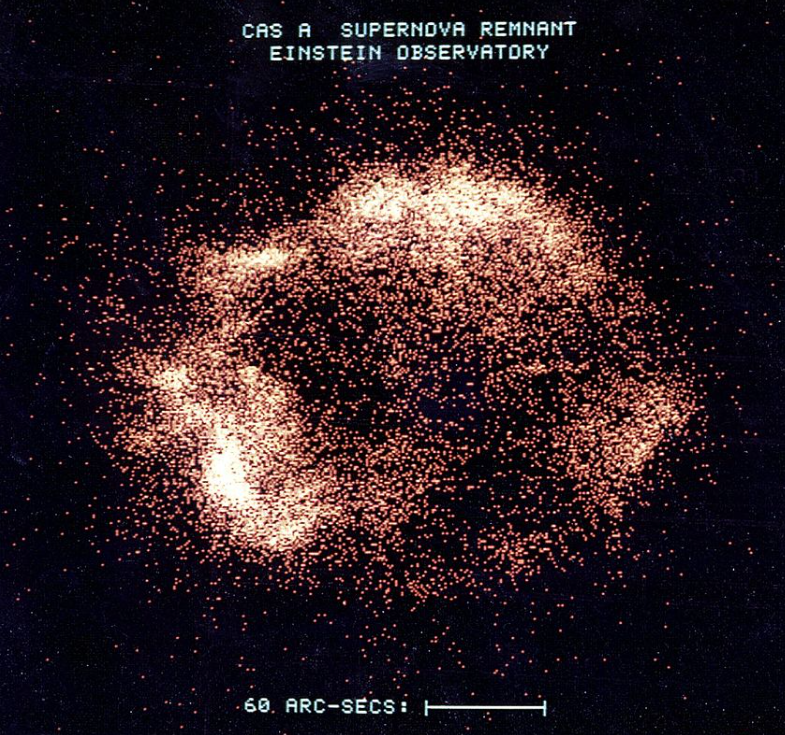 CAS A SUPERNOVA REMNANT
EINSTEIN OBSERVATORY
60 ARC-SECS: